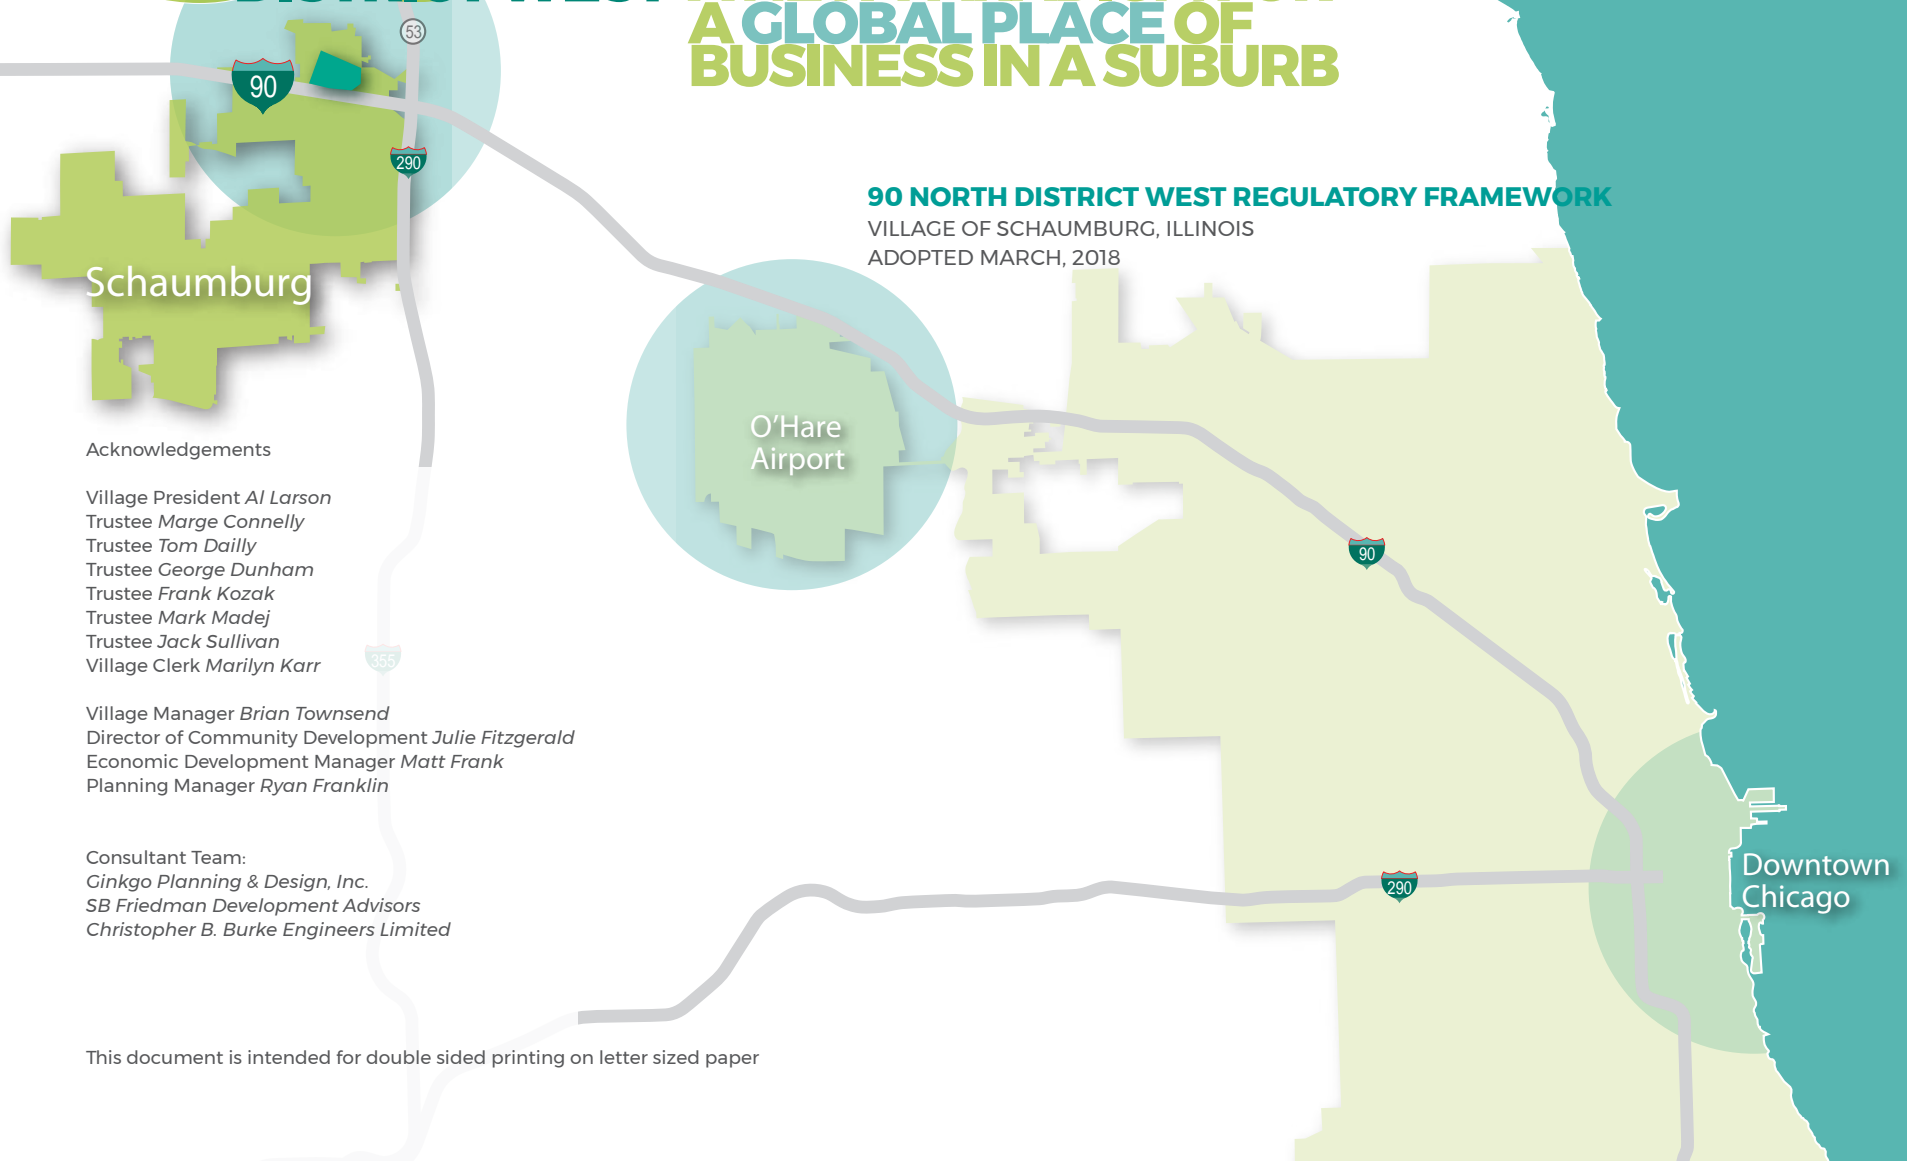 DISTRICT WEST
A GLOBAL PLACE OF
BUSINESS IN A SUBURB
53
90
290
90 NORTH DISTRICT WEST REGULATORY FRAMEWORK
VILLAGE OF SCHAUMBURG, ILLINOIS
ADOPTED MARCH, 2018
Schaumburg
O'Hare
Airport
Acknowledgements
Village President Al Larson
Trustee Marge Connelly
Trustee Tom Dailly
Trustee George Dunham
Trustee Frank Kozak
Trustee Mark Madej
Trustee Jack Sullivan
Village Clerk Marilyn Karr
355
90
Village Manager Brian Townsend
Director of Community Development Julie Fitzgerald
Economic Development Manager Matt Frank
Planning Manager Ryan Franklin
Consultant Team:
Ginkgo Planning & Design, Inc.
SB Friedman Development Advisors
Christopher B. Burke Engineers Limited
290
Downtown
Chicago
This document is intended for double sided printing on letter sized paper